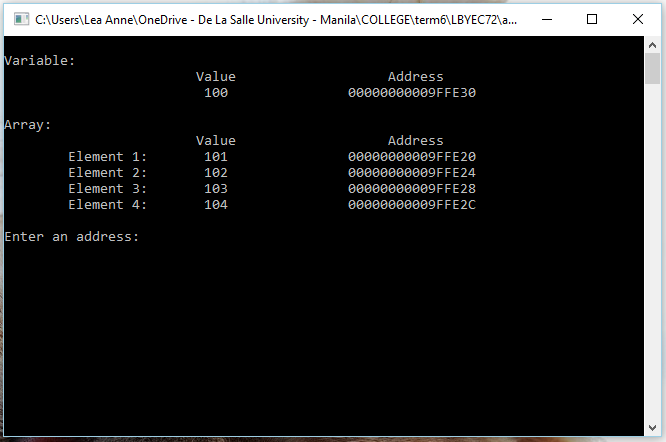 C:\Users\Lea Anne\OneDrive - De La Salle University - Manila\COLLEGE\term6\LBYEC72\a...
Variable:
Value Address
100 00000000009FFE30
Array:
Value Address
Element 1: 101 00000000009FFE20
Element 2: 102 00000000009FFE24
Element 3: 103 00000000009FFE28
Element 4: 104 00000000009FFE2C
Enter an address: